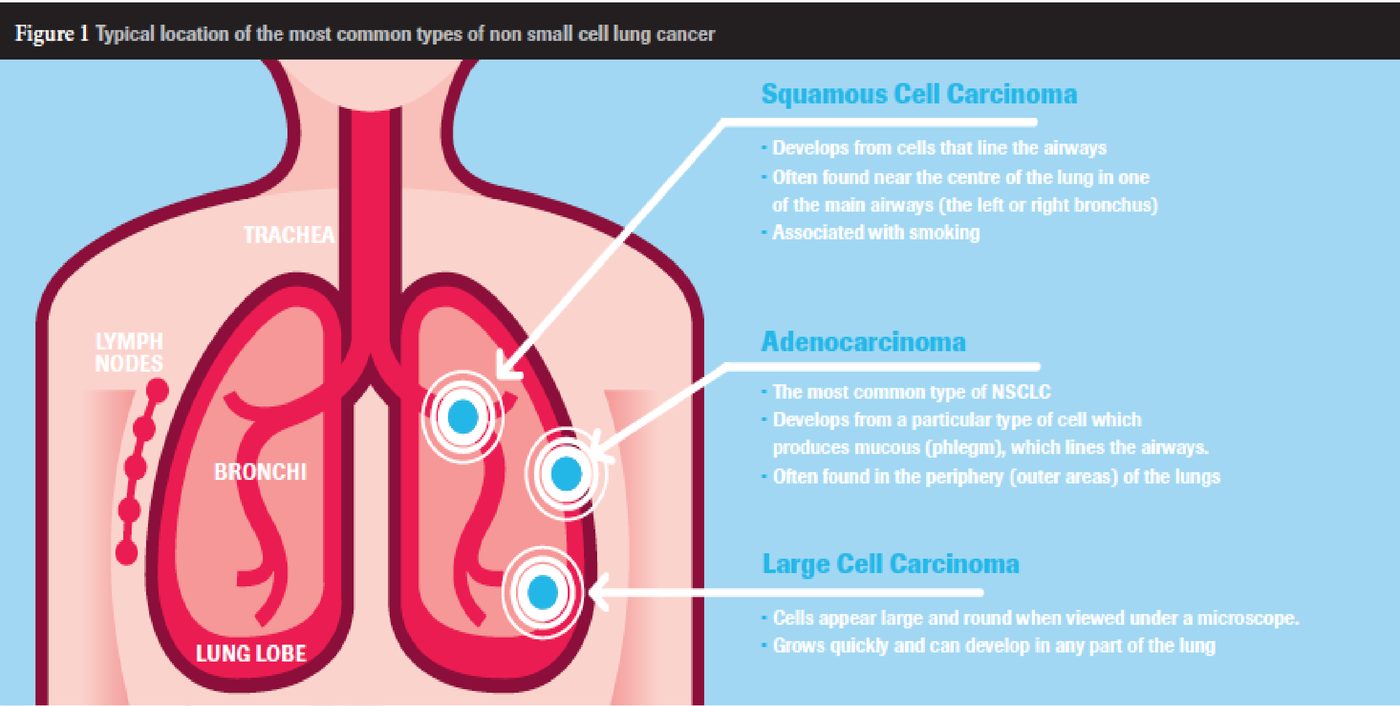 Figure 1 Typical location of the most common types of non small cell lung cancer
Squamous Cell Carcinoma
· Develops from cells that line the airways
· Often found near the centre of the lung in one
of the main airways (the left or right bronchus)
· Associated with smoking
TRACHEA
LYMPH
NODES
Adenocarcinoma
· The most common type of NSCLC
· Develops from a particular type of cell which
produces mucous (phlegm), which lines the airways.
· Often found in the periphery (outer areas) of the lungs
BRONCHI
Large Cell Carcinoma
· Cells appear large and round when viewed under a microscope.
· Grows quickly and can develop in any part of the lung
LUNG LOBE